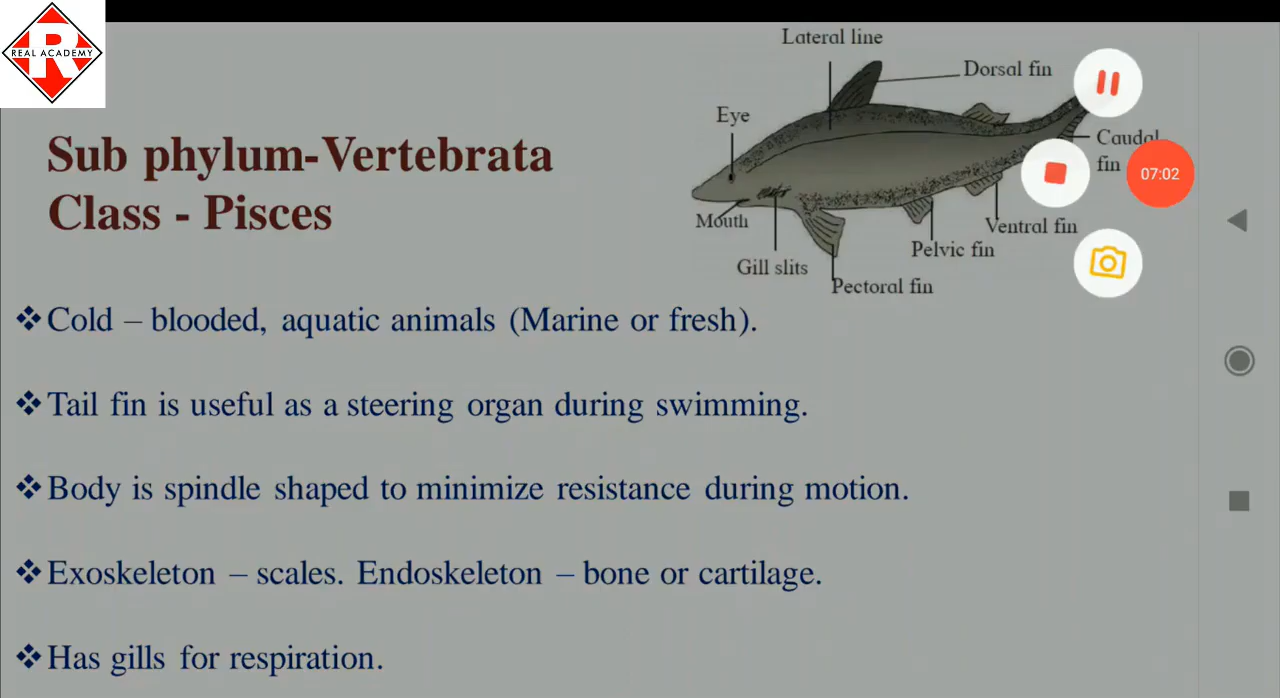 REAL ACADEMY
Lateral line
Dorsal fin
Eye
Caudal
fin
07:02
Sub phylum-Vertebrata
Class - Pisces
Mouth
Ventral fin
Pelvic fin
Gill slits
Pectoral fin
❖Cold – blooded, aquatic animals (Marine or fresh).
❖Tail fin is useful as a steering organ during swimming.
❖Body is spindle shaped to minimize resistance during motion.
❖Exoskeleton – scales. Endoskeleton – bone or cartilage.
❖Has gills for respiration.